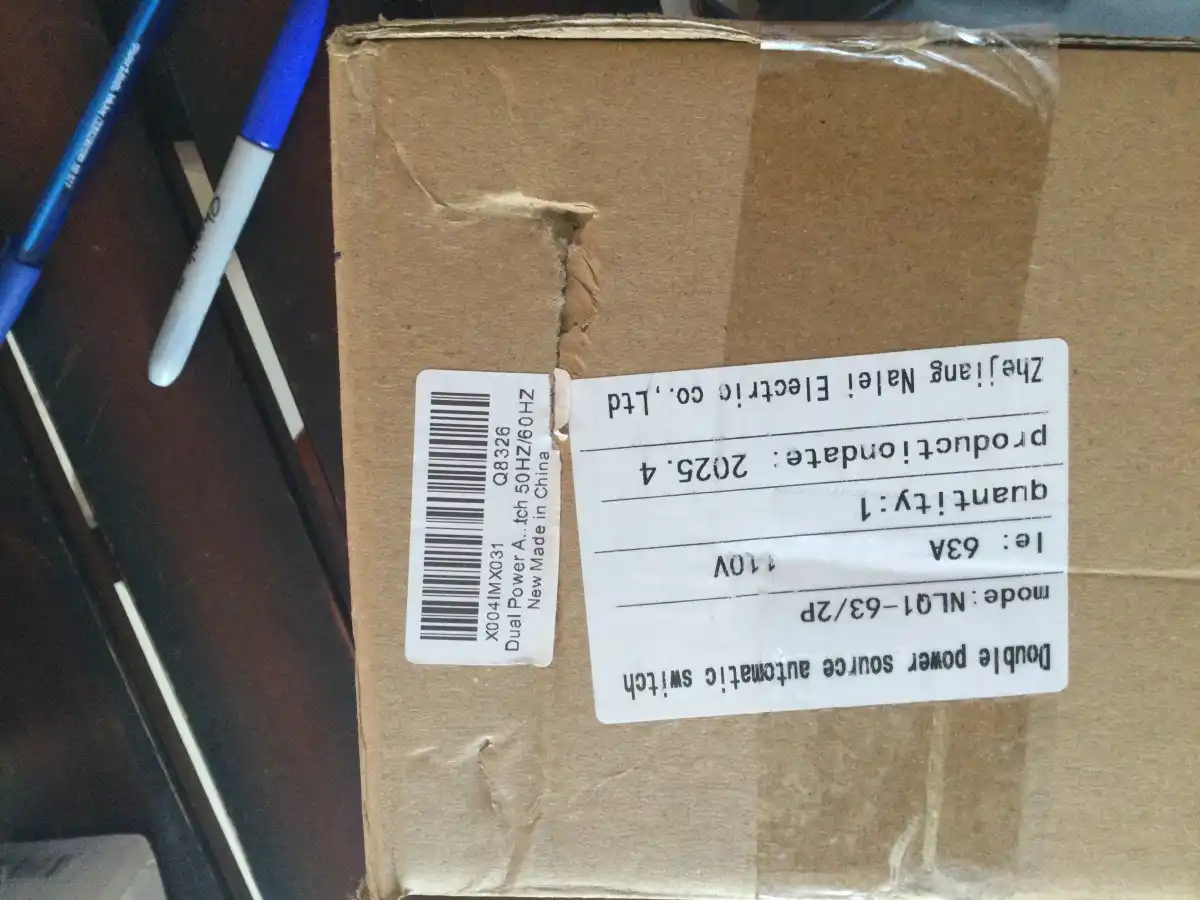 Double power source automatic switch
mode:NLQ1-63/2P
Ie: 63A 110V
quantity:1
productiondate: 2025.4
Zhejiang Nalei Electric co.,Ltd
X004IMX031 Q8326
Dual Power A...tch 50HZ/60HZ
New Made in China